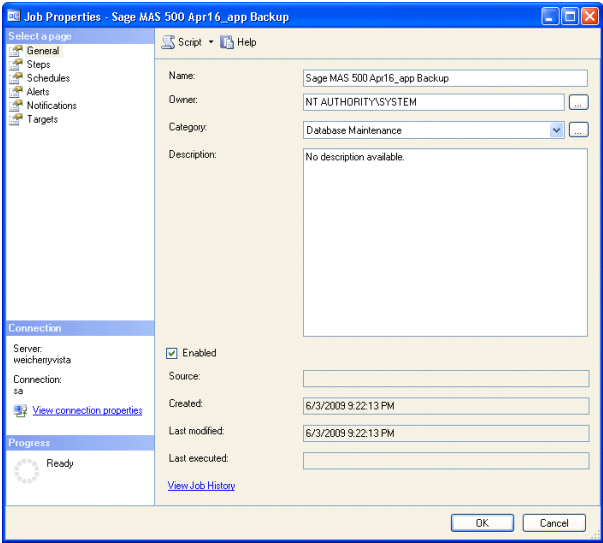 Job Properties - Sage MAS 500 Apr16_app Backup
Select a page
General
Steps
Schedules
Alerts
Notifications
Targets
Script
Help
Name:
Sage MAS 500 Apr16_app Backup
Owner:
NT AUTHORITY\SYSTEM
...
Category:
Database Maintenance
...
Description:
No description available.
Connection
Server:
weicherryvista
Connection:
sa
View connection properties
Progress
Ready
Enabled
Source:
Created:
6/3/2009 9:22:13 PM
Last modified:
6/3/2009 9:22:13 PM
Last executed:
View Job History
OK
Cancel